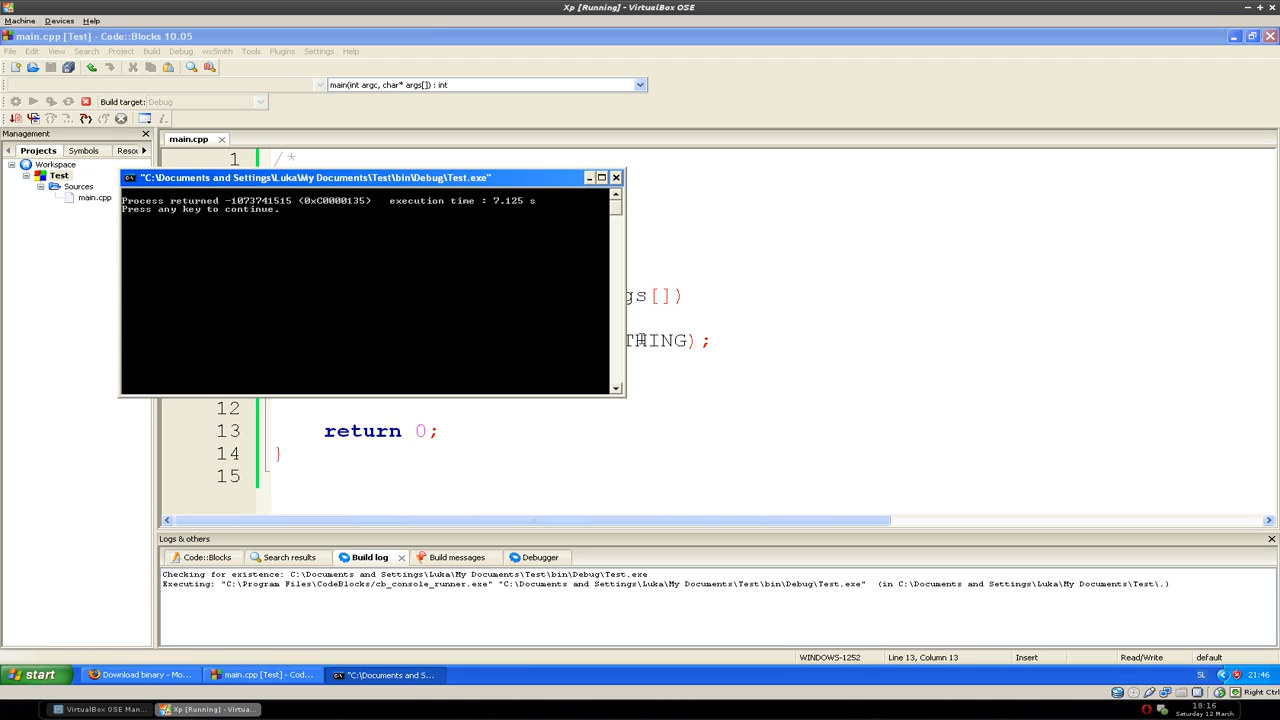 Xp [Running] - VirtualBox OSE
Machine Devices Help
main.cpp [Test] - Code::Blocks 10.05
File Edit View Search Project Build Debug wxSmith Tools Plugins Settings Help
main(int argc, char* args[]) : int
Build target: Debug
Management
main.cpp
Projects Symbols Resou
1 /*
Workspace
Test
Sources
main.cpp
"C:\Documents and Settings\Luka\My Documents\Test\bin\Debug\Test.exe"
Process returned -1073741515 (0xC0000135) execution time : 7.125 s
Press any key to continue.
gs[])
THING);
12
13 return 0;
14 }
15
Logs & others
Code::Blocks Search results Build log Build messages Debugger
Checking for existence: C:\Documents and Settings\Luka\My Documents\Test\bin\Debug\Test.exe
Executing: "C:\Program Files\CodeBlocks/cb_console_runner.exe" "C:\Documents and Settings\Luka\My Documents\Test\bin\Debug\Test.exe" (in C:\Documents and Settings\Luka\My Documents\Test\.)
WINDOWS-1252 Line 13, Column 13 Insert Read/Write default
start Download binary - Mo... main.cpp [Test] - Cod... "C:\Documents and S... SL 21:46
Right Ctrl
VirtualBox OSE Man... Xp [Running] - Virtua... 18:16
Saturday 12 March